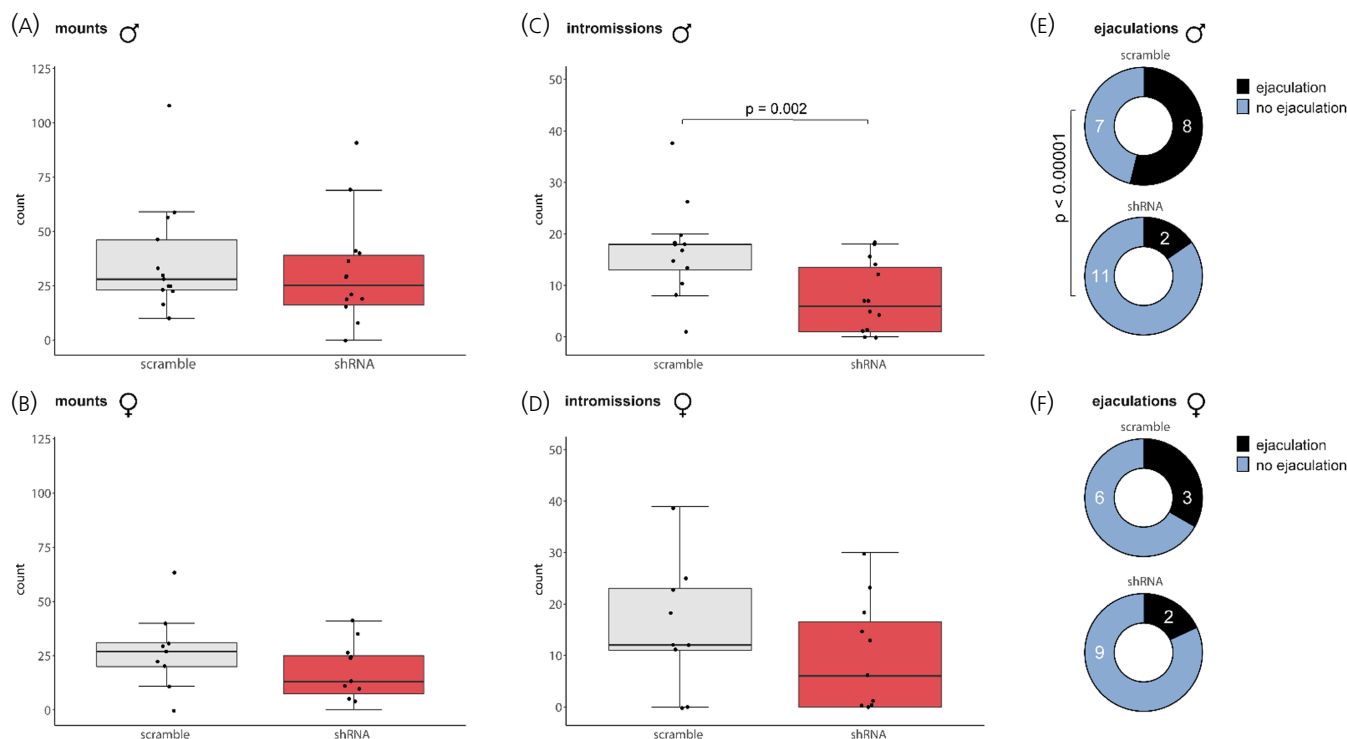 (A) mounts ♂
125
100
75
50
25
0
count
scramble shRNA
(C) intromissions ♂
50
40
30
20
10
0
count
p = 0.002
scramble shRNA
(E) ejaculations ♂
scramble
7 8
ejaculation
no ejaculation
p < 0.00001
shRNA
2
11
(B) mounts ♀
125
100
75
50
25
0
count
scramble shRNA
(D) intromissions ♀
50
40
30
20
10
0
count
scramble shRNA
(F) ejaculations ♀
scramble
6 3
ejaculation
no ejaculation
shRNA
2
9